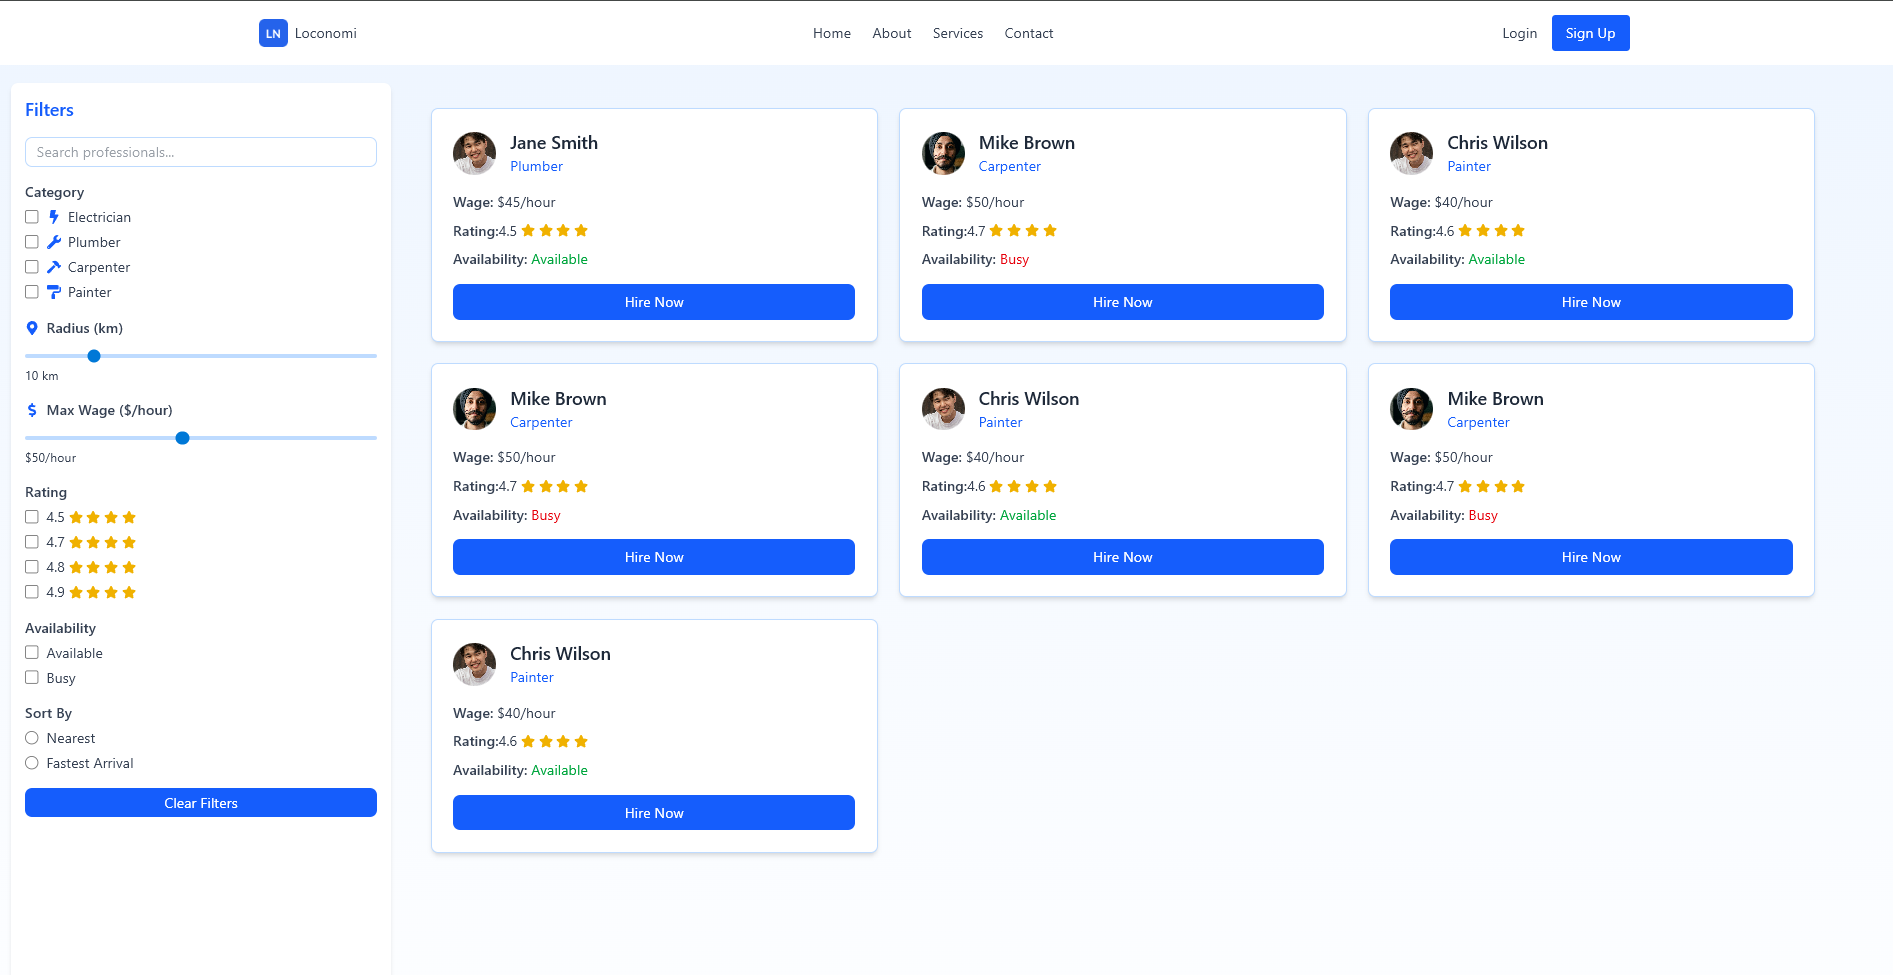 LN Loconomi
Home About Services Contact
Login Sign Up
Filters
Search professionals...
Category
Electrician
Plumber
Carpenter
Painter
Radius (km)
10 km
Max Wage ($/hour)
$50/hour
Rating
4.5
4.7
4.8
4.9
Availability
Available
Busy
Sort By
Nearest
Fastest Arrival
Clear Filters
Jane Smith
Plumber
Wage: $45/hour
Rating:4.5
Availability: Available
Hire Now
Mike Brown
Carpenter
Wage: $50/hour
Rating:4.7
Availability: Busy
Hire Now
Chris Wilson
Painter
Wage: $40/hour
Rating:4.6
Availability: Available
Hire Now
Mike Brown
Carpenter
Wage: $50/hour
Rating:4.7
Availability: Busy
Hire Now
Chris Wilson
Painter
Wage: $40/hour
Rating:4.6
Availability: Available
Hire Now
Mike Brown
Carpenter
Wage: $50/hour
Rating:4.7
Availability: Busy
Hire Now
Chris Wilson
Painter
Wage: $40/hour
Rating:4.6
Availability: Available
Hire Now